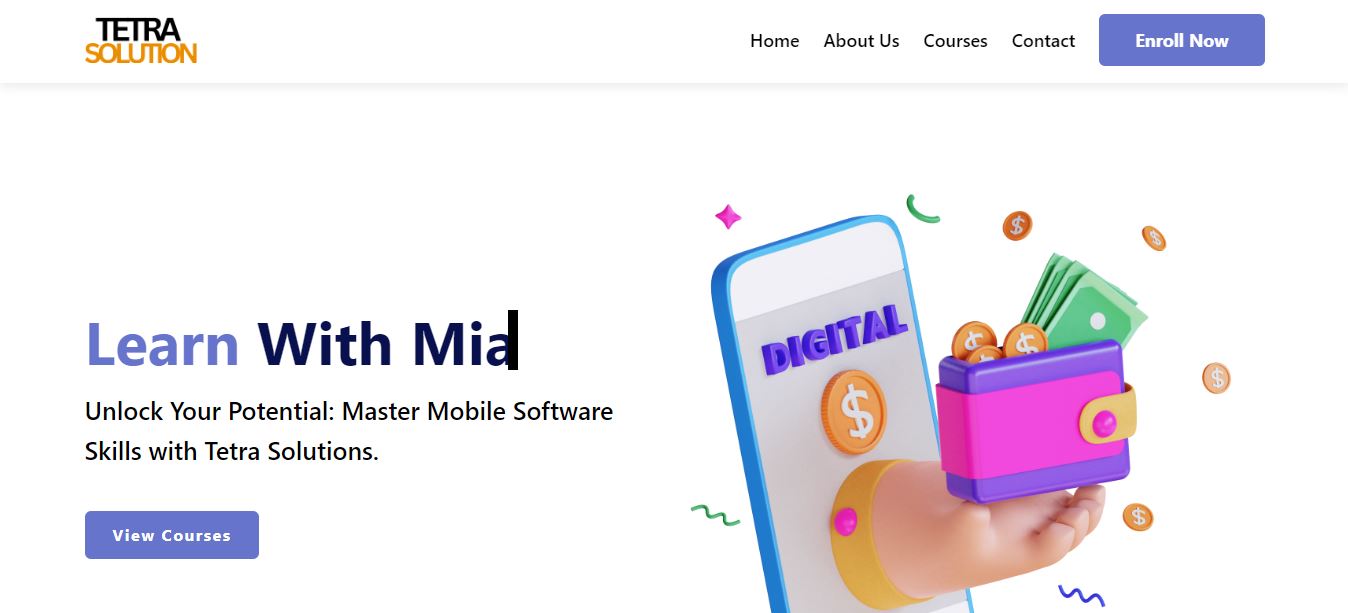 TETRA
SOLUTION
Home About Us Courses Contact Enroll Now
Learn With Mia
Unlock Your Potential: Master Mobile Software
Skills with Tetra Solutions.
View Courses
DIGITAL
$
$
$
$
$
$
$